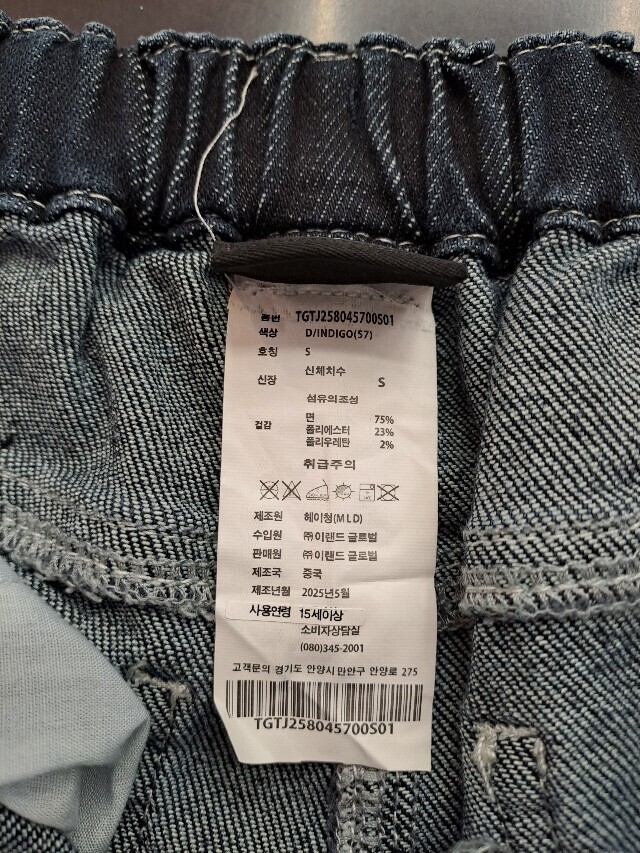 품번 TGTJ258045700S01
색상 D/INDIGO(57)
호칭 S
신체치수
신장 S
섬유의조성
겉감 면 75%
폴리에스터 23%
폴리우레탄 2%
취급주의
제조원 헤이청(MLD)
수입원 ㈜이랜드 글로벌
판매원 ㈜이랜드 글로벌
제조국 중국
제조년월 2025년5월
사용연령 15세이상
소비자상담실
(080)345-2001
고객문의 경기도 안양시 만안구 안양로 275
TGTJ258045700S01